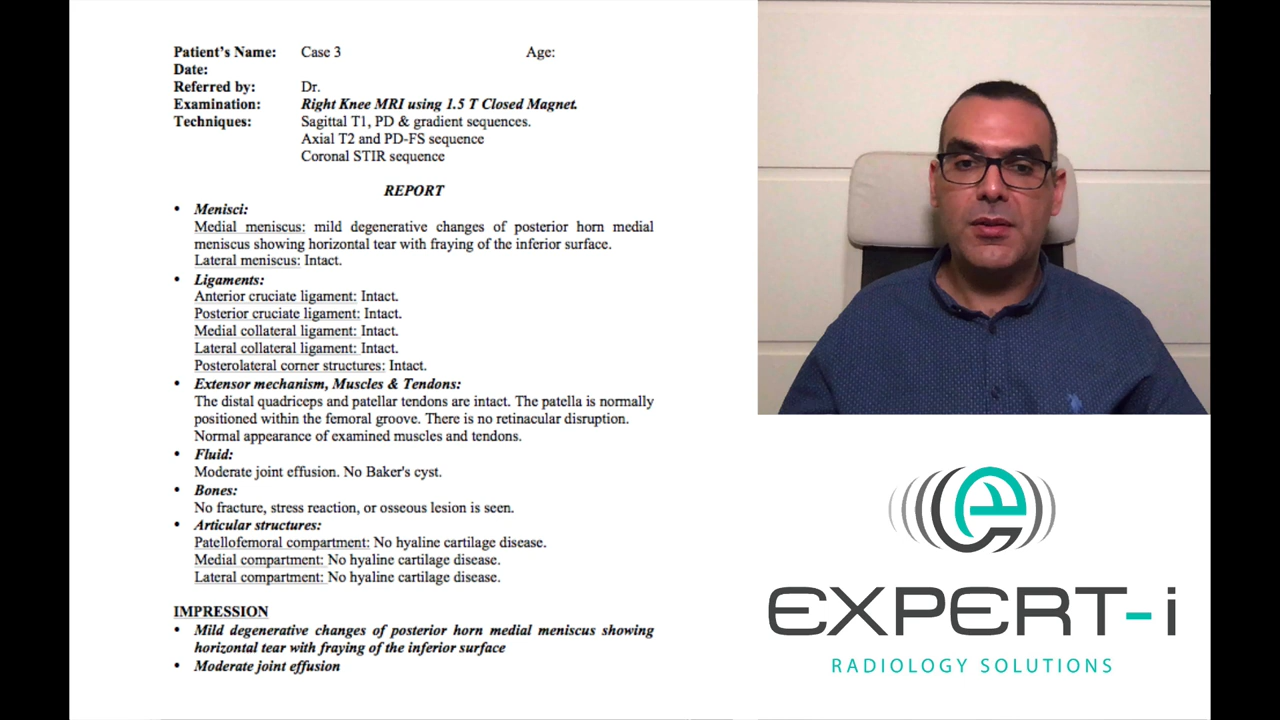 Patient's Name: Case 3 Age:
Date:
Referred by: Dr.
Examination: Right Knee MRI using 1.5 T Closed Magnet.
Techniques: Sagittal T1, PD & gradient sequences.
Axial T2 and PD-FS sequence
Coronal STIR sequence
REPORT
• Menisci:
Medial meniscus: mild degenerative changes of posterior horn medial
meniscus showing horizontal tear with fraying of the inferior surface.
Lateral meniscus: Intact.
• Ligaments:
Anterior cruciate ligament: Intact.
Posterior cruciate ligament: Intact.
Medial collateral ligament: Intact.
Lateral collateral ligament: Intact.
Posterolateral corner structures: Intact.
• Extensor mechanism, Muscles & Tendons:
The distal quadriceps and patellar tendons are intact. The patella is normally
positioned within the femoral groove. There is no retinacular disruption.
Normal appearance of examined muscles and tendons.
• Fluid:
Moderate joint effusion. No Baker's cyst.
• Bones:
No fracture, stress reaction, or osseous lesion is seen.
• Articular structures:
Patellofemoral compartment: No hyaline cartilage disease.
Medial compartment: No hyaline cartilage disease.
Lateral compartment: No hyaline cartilage disease.
IMPRESSION
• Mild degenerative changes of posterior horn medial meniscus showing
horizontal tear with fraying of the inferior surface
• Moderate joint effusion
EXPERT-i
RADIOLOGY SOLUTIONS